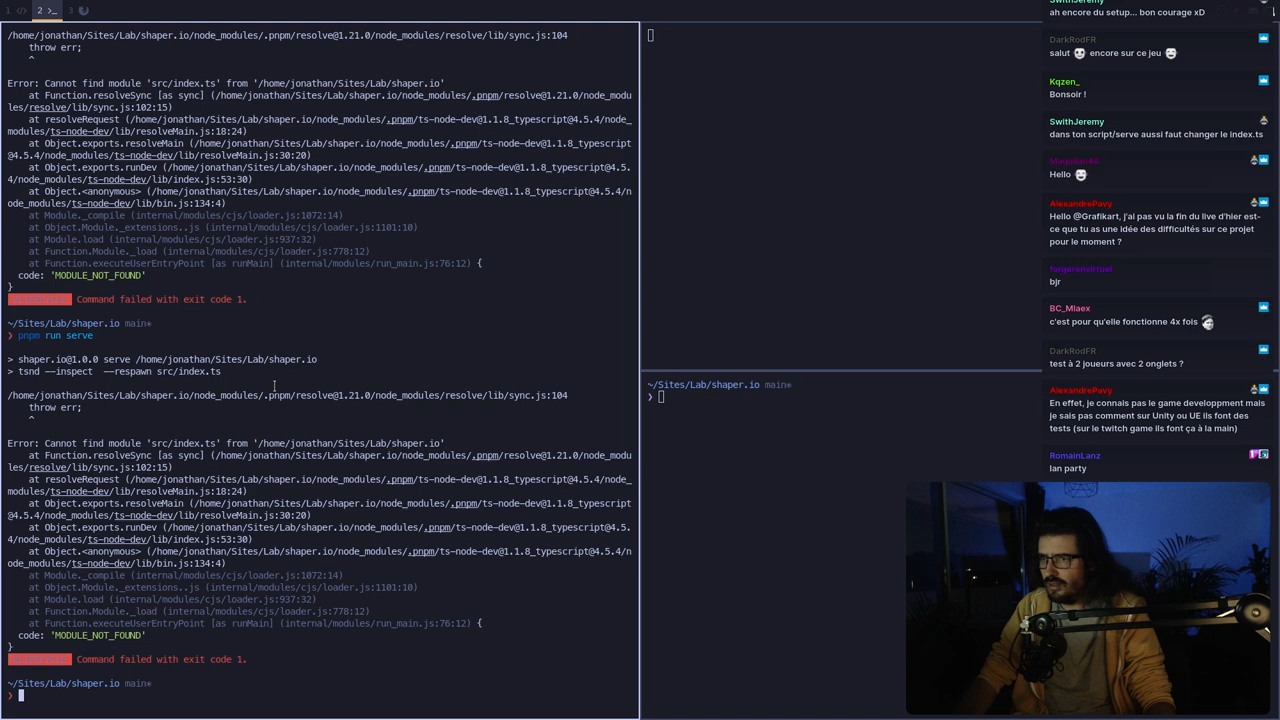 1 </> 2 >_ 3
/home/jonathan/Sites/Lab/shaper.io/node_modules/.pnpm/resolve@1.21.0/node_modules/resolve/lib/sync.js:104
throw err;
^
Error: Cannot find module 'src/index.ts' from '/home/jonathan/Sites/Lab/shaper.io'
at Function.resolveSync [as sync] (/home/jonathan/Sites/Lab/shaper.io/node_modules/.pnpm/resolve@1.21.0/node_modu
les/resolve/lib/sync.js:102:15)
at resolveRequest (/home/jonathan/Sites/Lab/shaper.io/node_modules/.pnpm/ts-node-dev@1.1.8_typescript@4.5.4/node_
modules/ts-node-dev/lib/resolveMain.js:18:24)
at Object.exports.resolveMain (/home/jonathan/Sites/Lab/shaper.io/node_modules/.pnpm/ts-node-dev@1.1.8_typescript
@4.5.4/node_modules/ts-node-dev/lib/resolveMain.js:30:20)
at Object.exports.runDev (/home/jonathan/Sites/Lab/shaper.io/node_modules/.pnpm/ts-node-dev@1.1.8_typescript@4.5.
4/node_modules/ts-node-dev/lib/index.js:53:30)
at Object.<anonymous> (/home/jonathan/Sites/Lab/shaper.io/node_modules/.pnpm/ts-node-dev@1.1.8_typescript@4.5.4/n
ode_modules/ts-node-dev/lib/bin.js:134:4)
at Module._compile (internal/modules/cjs/loader.js:1072:14)
at Object.Module._extensions..js (internal/modules/cjs/loader.js:1101:10)
at Module.load (internal/modules/cjs/loader.js:937:32)
at Function.Module._load (internal/modules/cjs/loader.js:778:12)
at Function.executeUserEntryPoint [as runMain] (internal/modules/run_main.js:76:12) {
code: 'MODULE_NOT_FOUND'
}
Command failed with exit code 1.
~/Sites/Lab/shaper.io main*
❯ pnpm run serve
> shaper.io@1.0.0 serve /home/jonathan/Sites/Lab/shaper.io
> tsnd --inspect --respawn src/index.ts
/home/jonathan/Sites/Lab/shaper.io/node_modules/.pnpm/resolve@1.21.0/node_modules/resolve/lib/sync.js:104
throw err;
^
Error: Cannot find module 'src/index.ts' from '/home/jonathan/Sites/Lab/shaper.io'
at Function.resolveSync [as sync] (/home/jonathan/Sites/Lab/shaper.io/node_modules/.pnpm/resolve@1.21.0/node_modu
les/resolve/lib/sync.js:102:15)
at resolveRequest (/home/jonathan/Sites/Lab/shaper.io/node_modules/.pnpm/ts-node-dev@1.1.8_typescript@4.5.4/node_
modules/ts-node-dev/lib/resolveMain.js:18:24)
at Object.exports.resolveMain (/home/jonathan/Sites/Lab/shaper.io/node_modules/.pnpm/ts-node-dev@1.1.8_typescript
@4.5.4/node_modules/ts-node-dev/lib/resolveMain.js:30:20)
at Object.exports.runDev (/home/jonathan/Sites/Lab/shaper.io/node_modules/.pnpm/ts-node-dev@1.1.8_typescript@4.5.
4/node_modules/ts-node-dev/lib/index.js:53:30)
at Object.<anonymous> (/home/jonathan/Sites/Lab/shaper.io/node_modules/.pnpm/ts-node-dev@1.1.8_typescript@4.5.4/n
ode_modules/ts-node-dev/lib/bin.js:134:4)
at Module._compile (internal/modules/cjs/loader.js:1072:14)
at Object.Module._extensions..js (internal/modules/cjs/loader.js:1101:10)
at Module.load (internal/modules/cjs/loader.js:937:32)
at Function.Module._load (internal/modules/cjs/loader.js:778:12)
at Function.executeUserEntryPoint [as runMain] (internal/modules/run_main.js:76:12) {
code: 'MODULE_NOT_FOUND'
}
Command failed with exit code 1.
~/Sites/Lab/shaper.io main*
❯
~/Sites/Lab/shaper.io main*
❯
SwithJeremy
ah encore du setup... bon courage xD
DarkRodFR
salut encore sur ce jeu
Kqzen_
Bonsoir !
SwithJeremy
dans ton script/serve aussi faut changer le index.ts
Hello
AlexandrePavy
Hello @Grafikart, j'ai pas vu la fin du live d'hier est-
ce que tu as une idée des difficultés sur ce projet
pour le moment ?
forgeronvirtuel
bjr
BC_Mlaex
c'est pour qu'elle fonctionne 4x fois
DarkRodFR
test à 2 joueurs avec 2 onglets ?
AlexandrePavy
En effet, je connais pas le game developpment mais
je sais pas comment sur Unity ou UE ils font des
tests (sur le twitch game ils font ça à la main)
RomainLanz
lan party